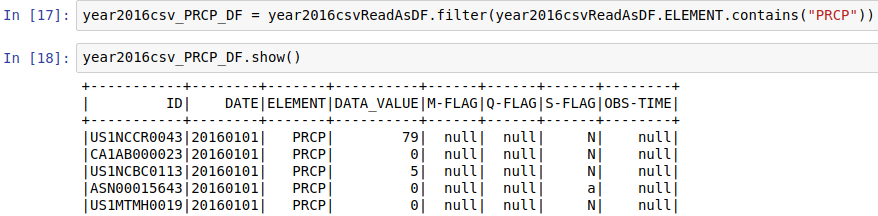 In [17]: year2016csv_PRCP_DF = year2016csvReadAsDF.filter(year2016csvReadAsDF.ELEMENT.contains("PRCP"))
In [18]: year2016csv_PRCP_DF.show()
+-----------+--------+-------+----------+------+------+------+--------+
|         ID|    DATE|ELEMENT|DATA_VALUE|M-FLAG|Q-FLAG|S-FLAG|OBS-TIME|
+-----------+--------+-------+----------+------+------+------+--------+
|US1NCCR0043|20160101|   PRCP|        79|  null|  null|     N|    null|
|CA1AB000023|20160101|   PRCP|         0|  null|  null|     N|    null|
|US1NCBC0113|20160101|   PRCP|         5|  null|  null|     N|    null|
|ASN00015643|20160101|   PRCP|         0|  null|  null|     a|    null|
|US1MTMH0019|20160101|   PRCP|         0|  null|  null|     N|    null|